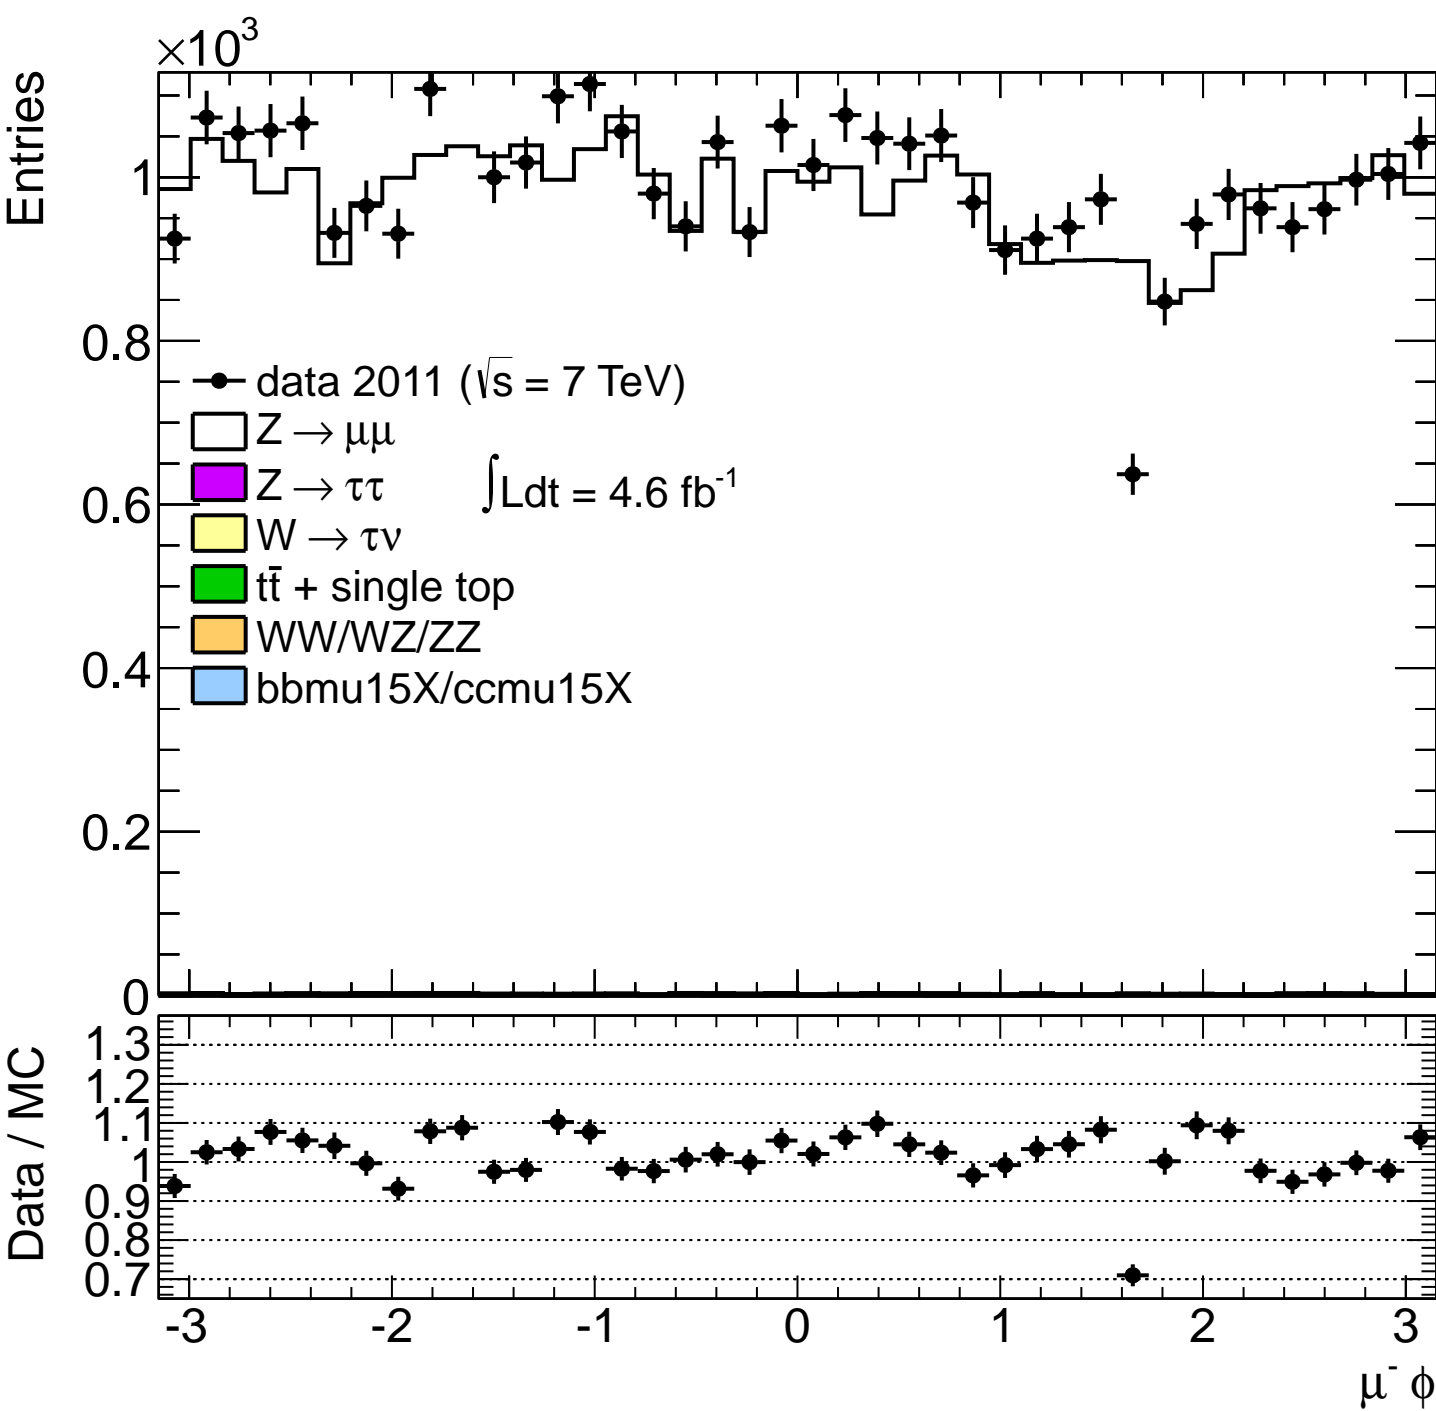 ×10³
Entries
1
0.8
0.6
0.4
0.2
0
data 2011 (√s = 7 TeV)
Z → μμ
Z → ττ
∫Ldt = 4.6 fb⁻¹
W → τν
tt̄ + single top
WW/WZ/ZZ
bbmu15X/ccmu15X
Data / MC
1.3
1.2
1.1
1
0.9
0.8
0.7
-3 -2 -1 0 1 2 3
μ⁻ ϕ